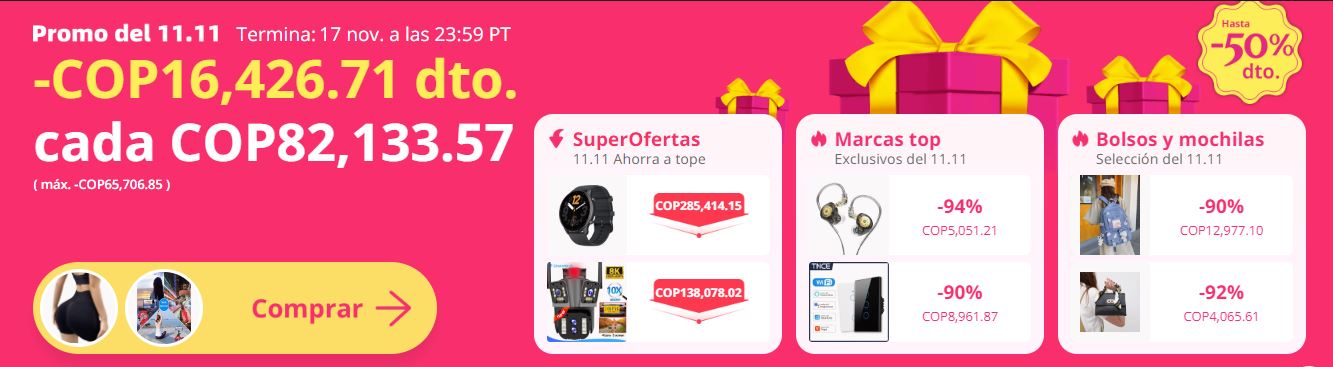 Promo del 11.11 Termina: 17 nov. a las 23:59 PT
-COP16,426.71 dto.
cada COP82,133.57
( máx. -COP65,706.85 )
Comprar
SuperOfertas
11.11 Ahorra a tope
COP285,414.15
8K
10X
COP138,078.02
Marcas top
Exclusivos del 11.11
-94%
COP5,051.21
WiFi
-90%
COP8,961.87
Hasta
-50%
dto.
Bolsos y mochilas
Selección del 11.11
-90%
COP12,977.10
-92%
COP4,065.61